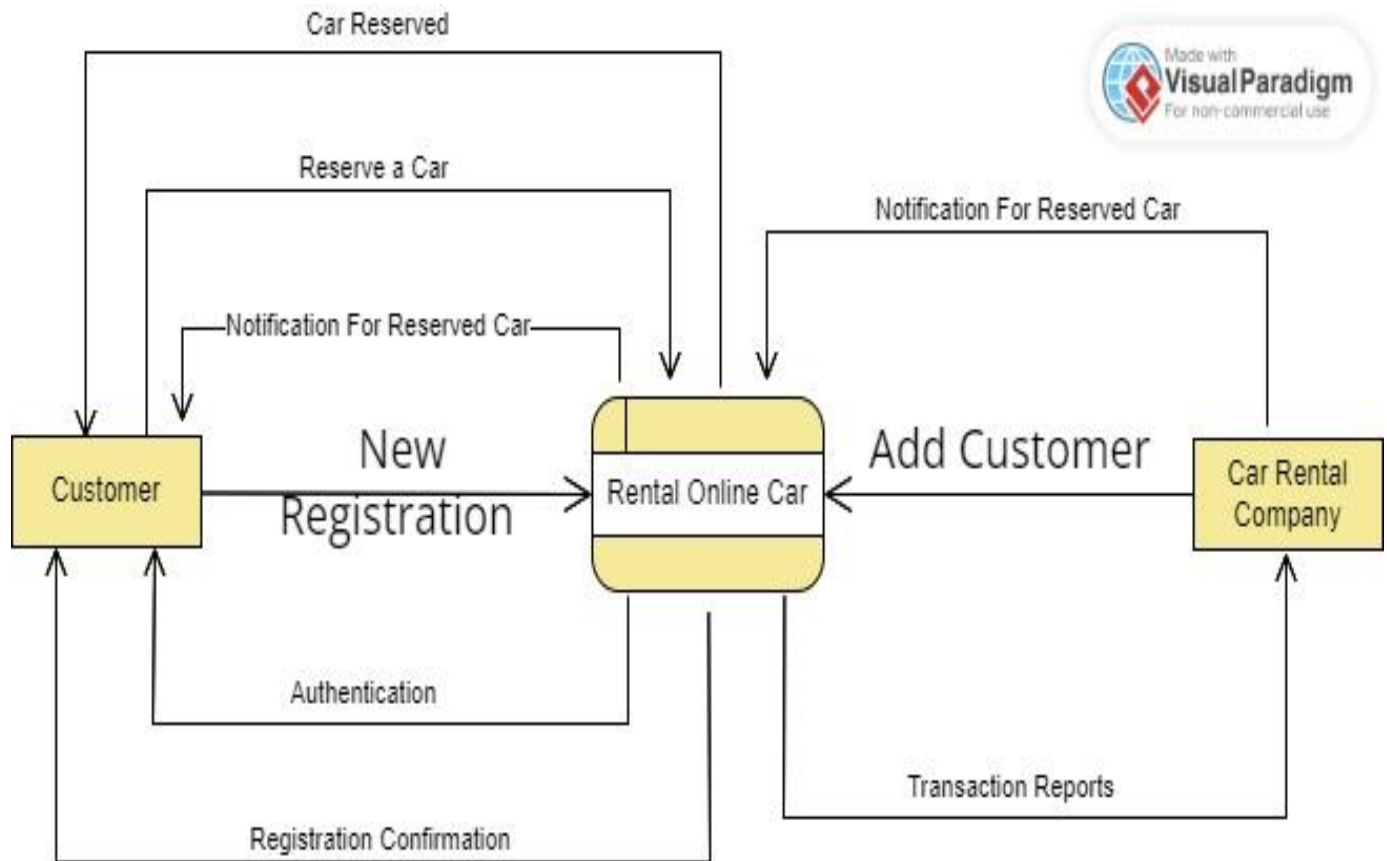 Car Reserved
Made with
Visual Paradigm
For non-commercial use
Reserve a Car
Notification For Reserved Car
Notification For Reserved Car
New
Registration
Add Customer
Customer
Rental Online Car
Car Rental
Company
Authentication
Transaction Reports
Registration Confirmation